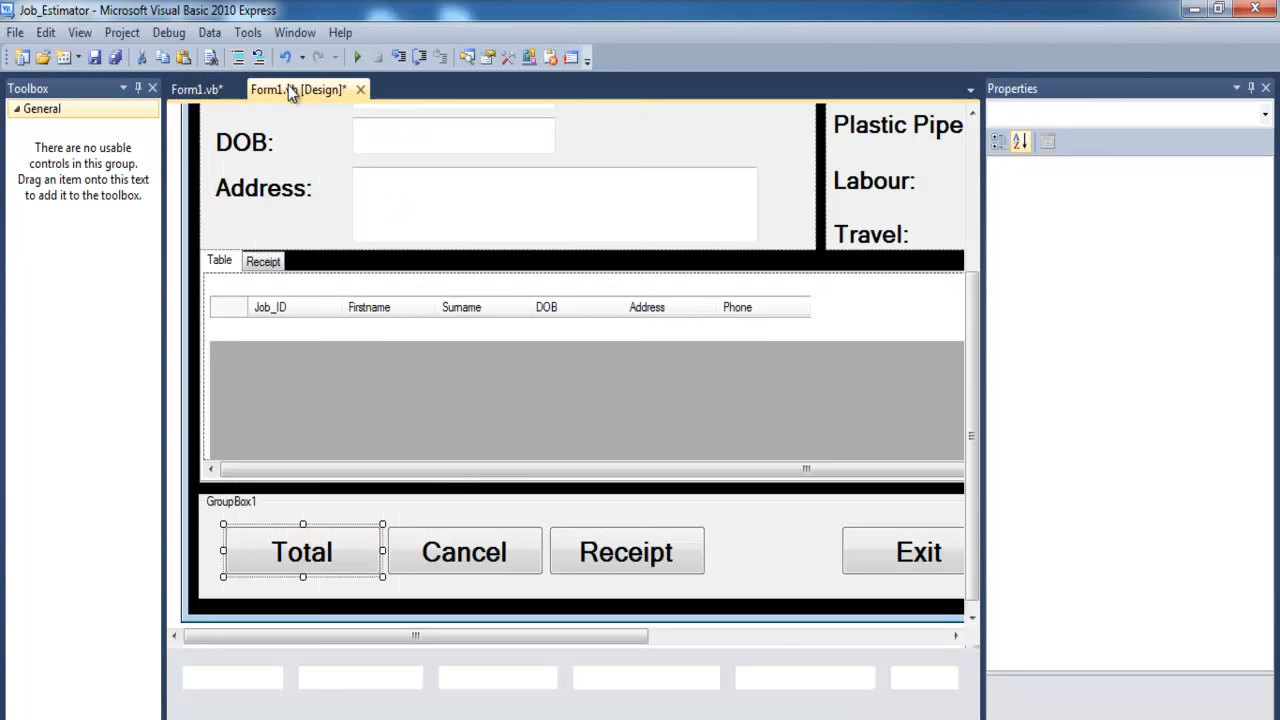 Job_Estimator - Microsoft Visual Basic 2010 Express
File Edit View Project Debug Data Tools Window Help
Toolbox
Form1.vb*
Form1.vb [Design]*
Properties
General
There are no usable
controls in this group.
Drag an item onto this text
to add it to the toolbox.
DOB:
Address:
Plastic Pipe
Labour:
Travel:
Table
Receipt
Job_ID Firstname Surname DOB Address Phone
GroupBox1
Total
Cancel
Receipt
Exit